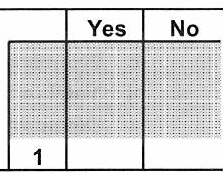 Yes No
1